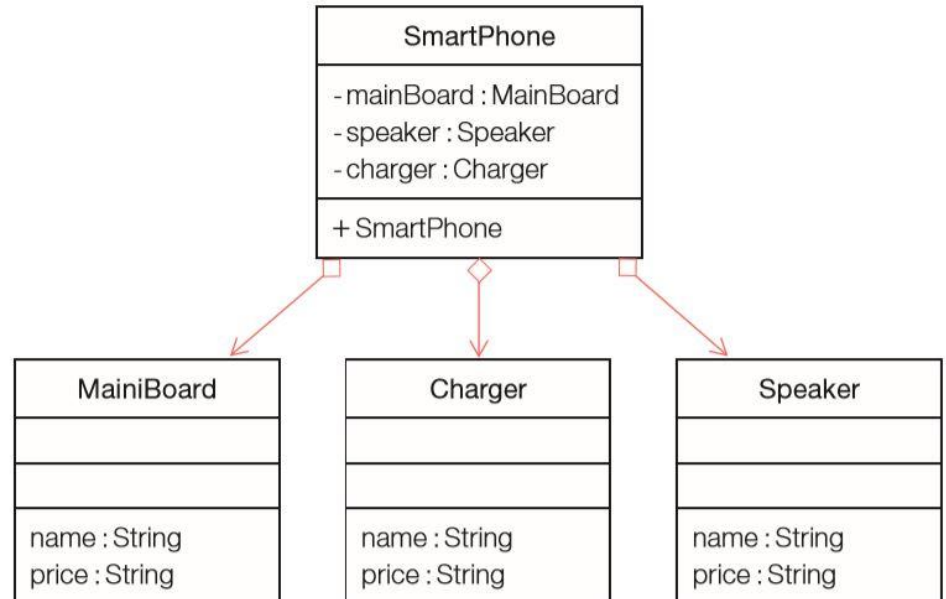 SmartPhone
- mainBoard : MainBoard
- speaker : Speaker
- charger : Charger
+ SmartPhone
MainiBoard
name : String
price : String
Charger
name : String
price : String
Speaker
name : String
price : String